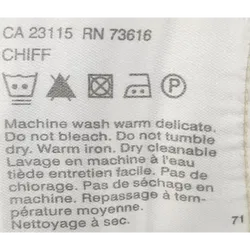 CA 23115 RN 73616
CHIFF
Machine wash warm delicate.
Do not bleach. Do not tumble
dry. Warm iron. Dry cleanable
Lavage en machine à l'eau
tiède entretien facile. Pas de
chlorage. Pas de séchage en
machine. Repassage à tem-
pérature moyenne.
Nettoyage à sec.
71